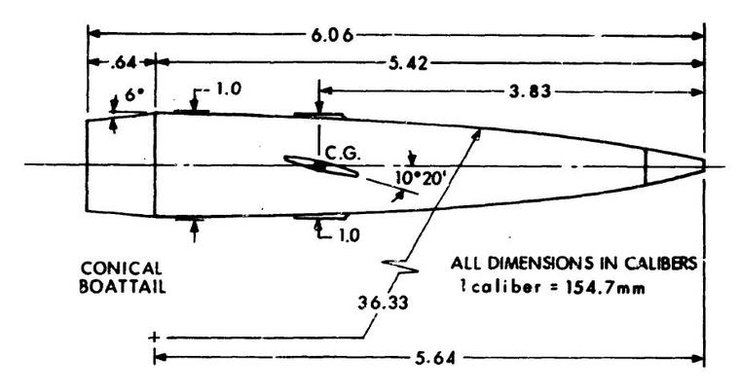 6.06
.64
5.42
6°
1.0
3.83
C.G.
10°20'
1.0
CONICAL
BOATTAIL
ALL DIMENSIONS IN CALIBERS
1 caliber = 154.7mm
36.33
5.64